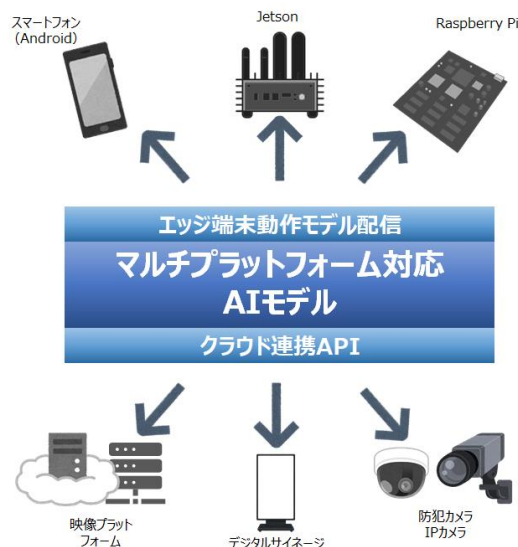 スマートフォン
(Android)
Jetson
Raspberry Pi
エッジ端末動作モデル配信
マルチプラットフォーム対応
AIモデル
クラウド連携API
映像プラット
フォーム
デジタルサイネージ
防犯カメラ
IPカメラ